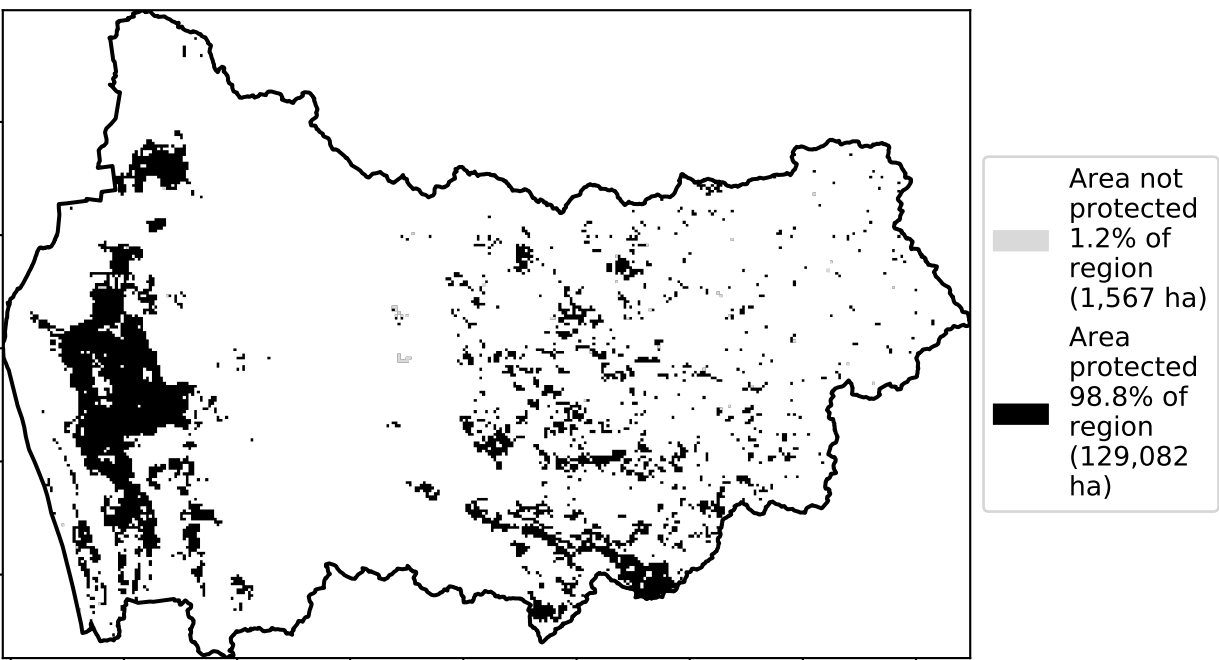 Area not
protected
1.2% of
region
(1,567 ha)
Area
protected
98.8% of
region
(129,082
ha)